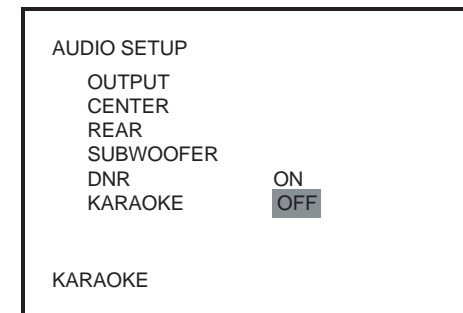 AUDIO SETUP
OUTPUT
CENTER
REAR
SUBWOOFER
DNR ON
KARAOKE OFF
KARAOKE